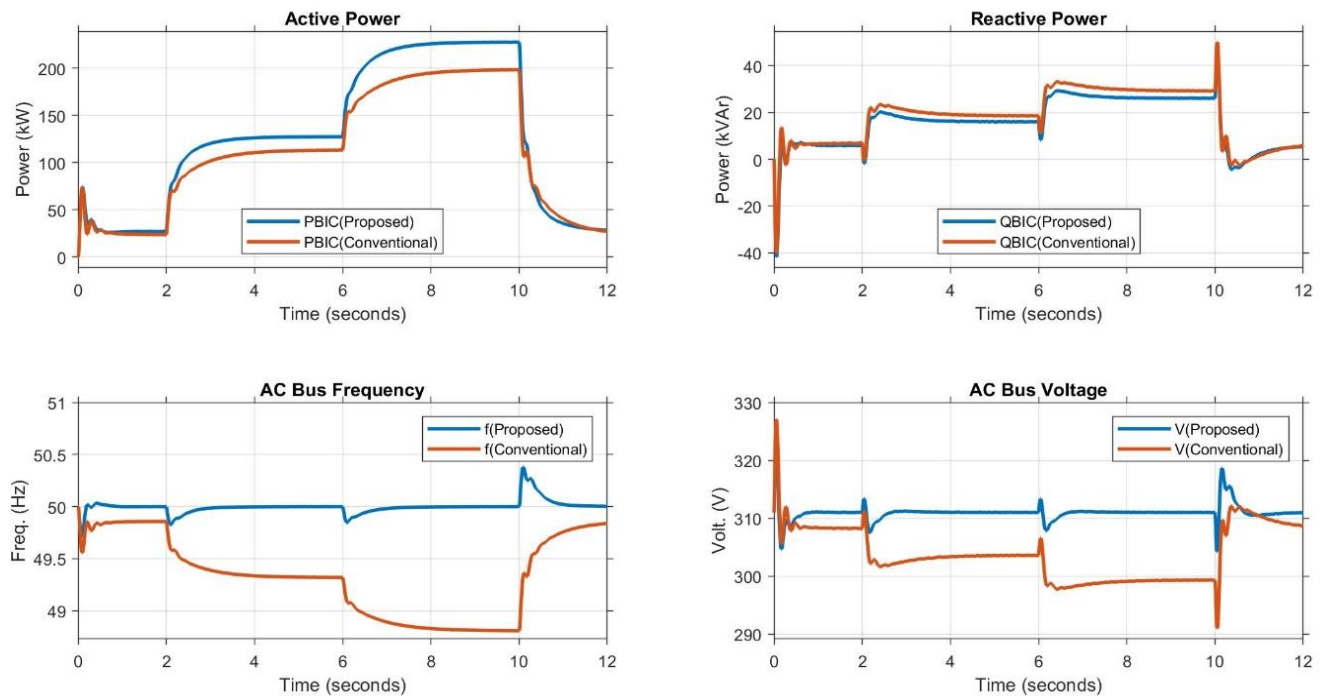 Active Power
Power (kW)
200
150
100
50
0
PBIC(Proposed)
PBIC(Conventional)
0 2 4 6 8 10 12
Time (seconds)
Reactive Power
Power (kVAr)
40
20
0
-20
-40
QBIC(Proposed)
QBIC(Conventional)
0 2 4 6 8 10 12
Time (seconds)
AC Bus Frequency
Freq. (Hz)
51
50.5
50
49.5
49
f(Proposed)
f(Conventional)
0 2 4 6 8 10 12
Time (seconds)
AC Bus Voltage
Volt. (V)
330
320
310
300
290
V(Proposed)
V(Conventional)
0 2 4 6 8 10 12
Time (seconds)